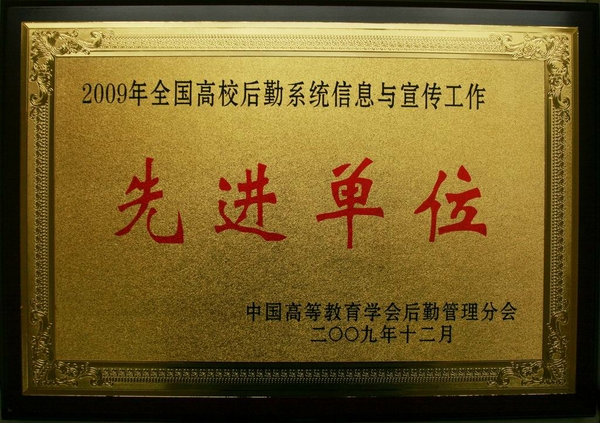 2009年全国高校后勤系统信息与宣传工作
先进单位
中国高等教育学会后勤管理分会
二〇〇九年十二月